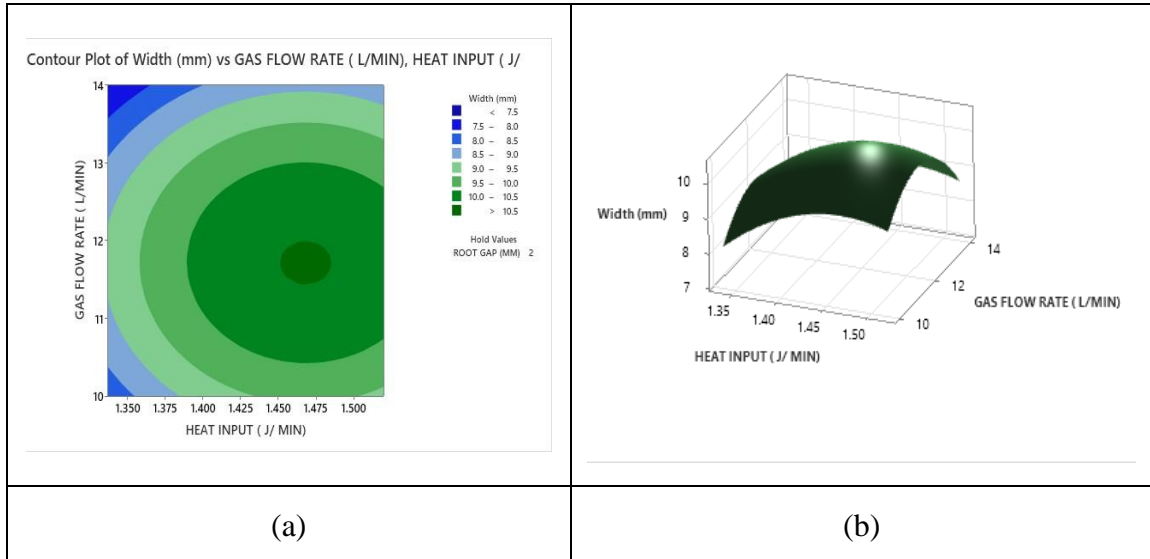 Contour Plot of Width (mm) vs GAS FLOW RATE ( L/MIN), HEAT INPUT ( J/
14
13
12
11
10
GAS FLOW RATE ( L/MIN)
1.350 1.375 1.400 1.425 1.450 1.475 1.500
HEAT INPUT ( J/ MIN)
Width (mm)
< 7.5
7.5 – 8.0
8.0 – 8.5
8.5 – 9.0
9.0 – 9.5
9.5 – 10.0
10.0 – 10.5
> 10.5
Hold Values
ROOT GAP (MM) 2
10
9
8
7
Width (mm)
1.35
1.40
1.45
1.50
HEAT INPUT ( J/ MIN)
10
12
14
GAS FLOW RATE ( L/MIN)
(a)
(b)